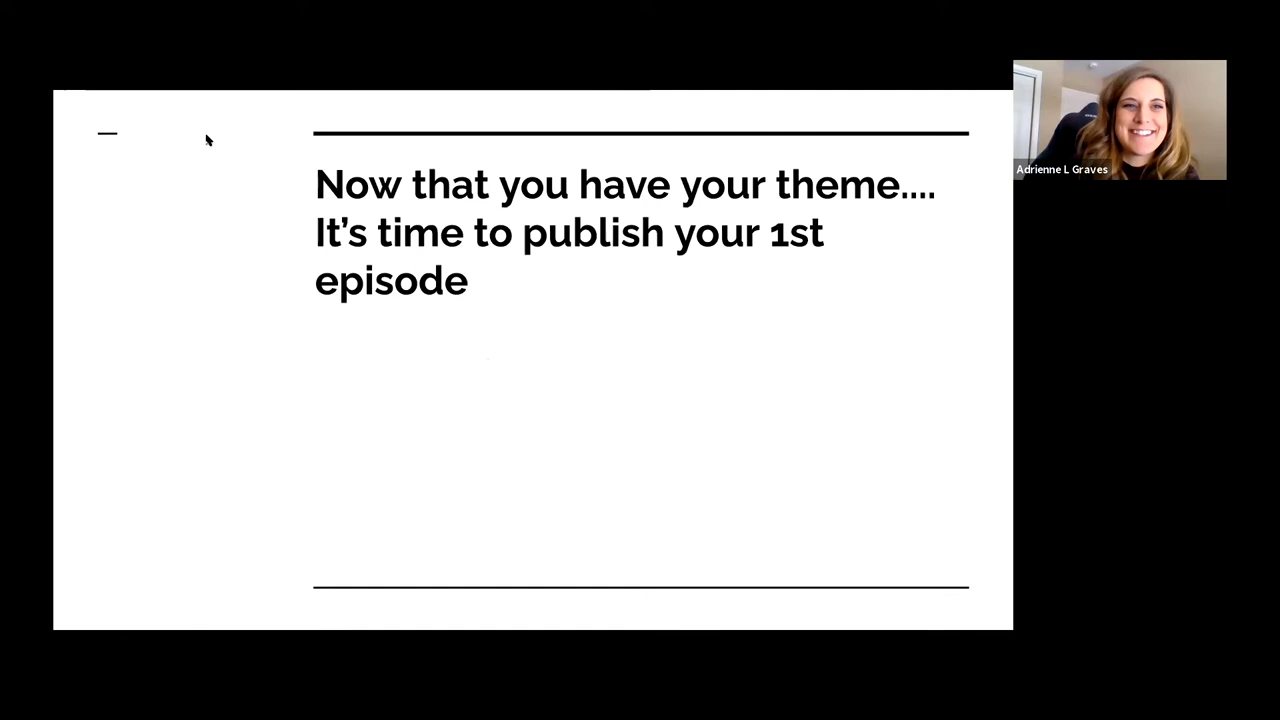 Now that you have your theme....
It’s time to publish your 1st
episode
Adrienne L Graves